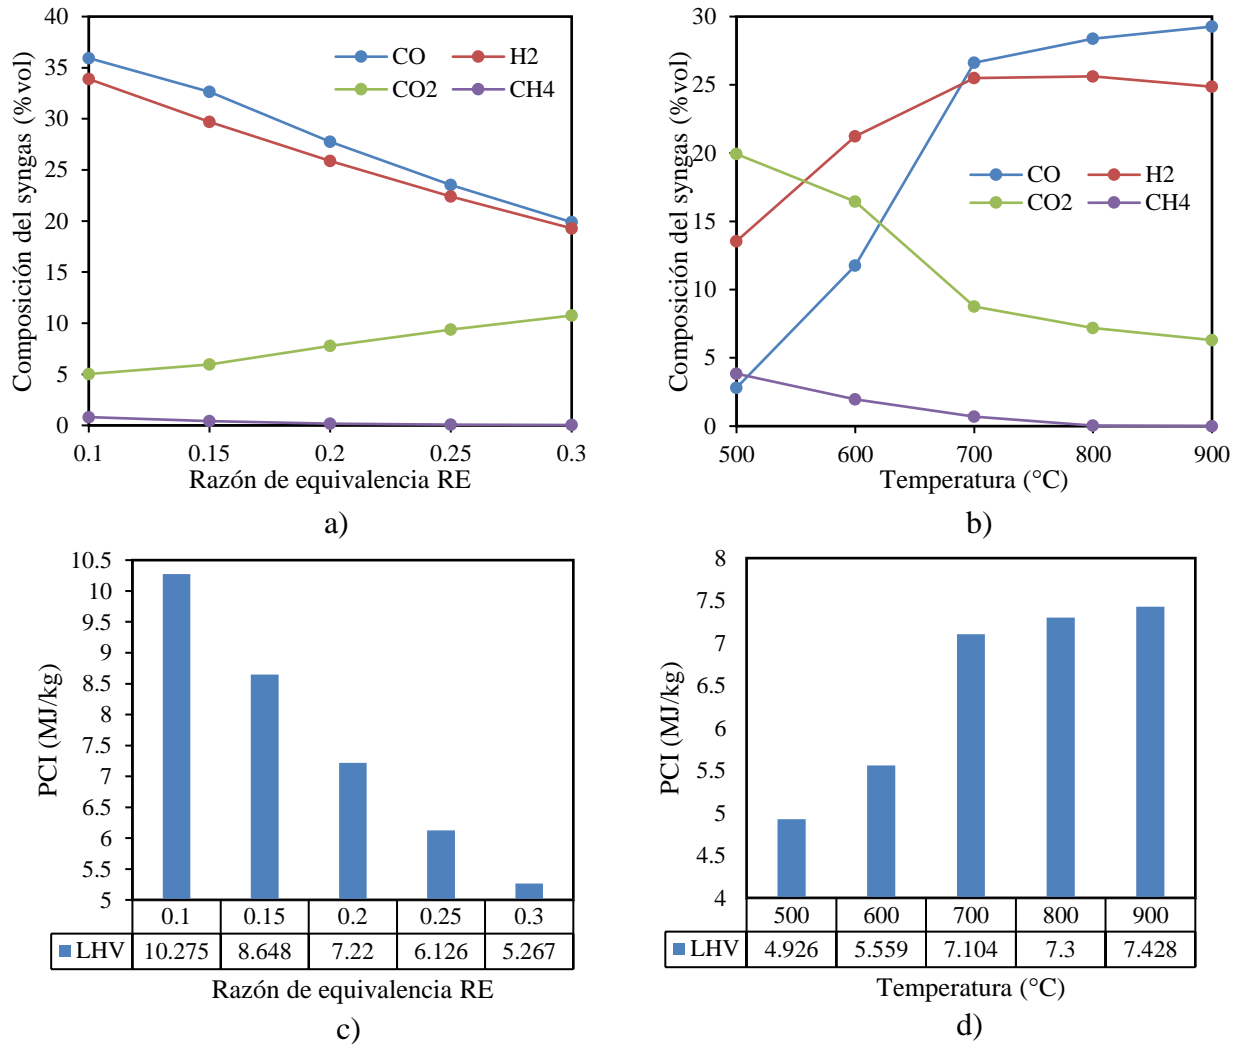 Composición del syngas (%vol)
40
35
30
25
20
15
10
5
0
CO
H2
CO2
CH4
0.1 0.15 0.2 0.25 0.3
Razón de equivalencia RE
a)
Composición del syngas (%vol)
30
25
20
15
10
5
0
CO
H2
CO2
CH4
500 600 700 800 900
Temperatura (°C)
b)
PCI (MJ/kg)
10.5
10
9.5
9
8.5
8
7.5
7
6.5
6
5.5
5
0.1 0.15 0.2 0.25 0.3
LHV 10.275 8.648 7.22 6.126 5.267
Razón de equivalencia RE
c)
PCI (MJ/kg)
8
7.5
7
6.5
6
5.5
5
4.5
4
500 600 700 800 900
LHV 4.926 5.559 7.104 7.3 7.428
Temperatura (°C)
d)